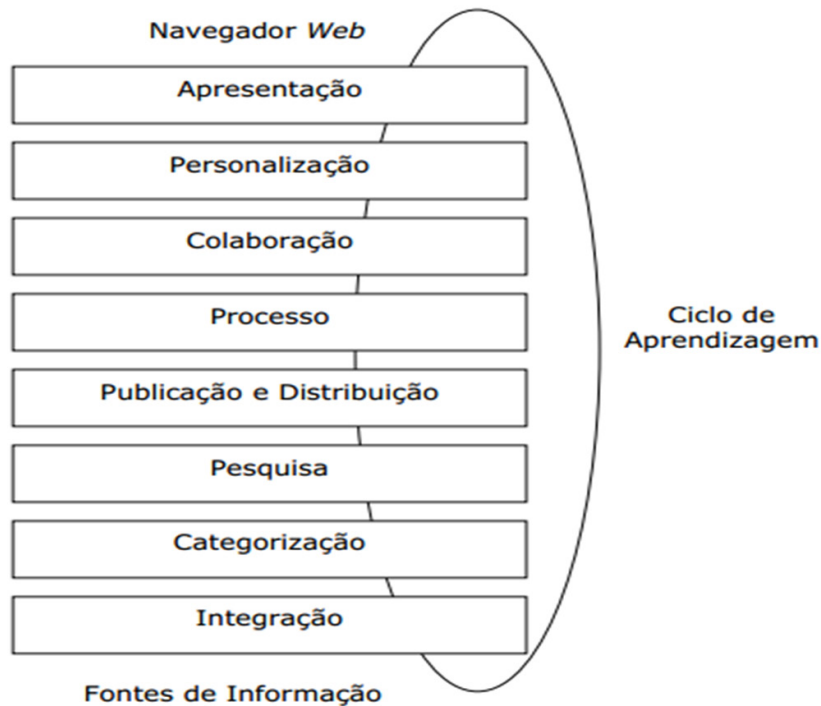 Navegador Web
Apresentação
Personalização
Colaboração
Processo
Publicação e Distribuição
Pesquisa
Categorização
Integração
Fontes de Informação
Ciclo de
Aprendizagem